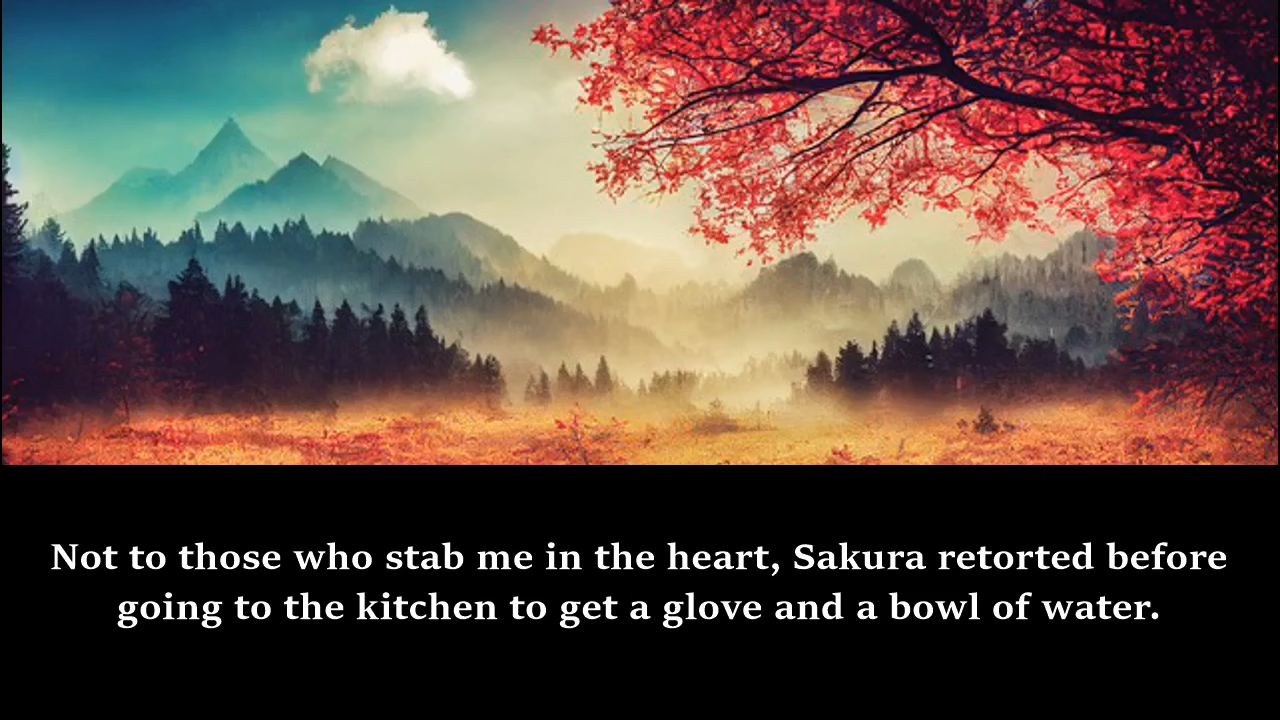 Not to those who stab me in the heart, Sakura retorted before
going to the kitchen to get a glove and a bowl of water.